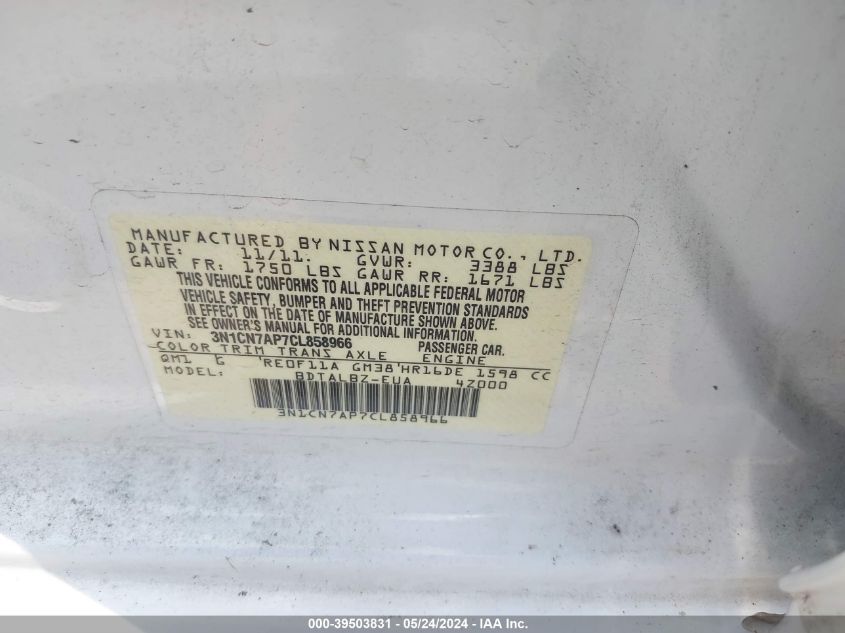 MANUFACTURED BY NISSAN MOTOR CO., LTD.
DATE: 11/11. GVWR: 3388 LBS
GAWR FR: 1750 LBS GAWR RR: 1671 LBS
THIS VEHICLE CONFORMS TO ALL APPLICABLE FEDERAL MOTOR
VEHICLE SAFETY, BUMPER AND THEFT PREVENTION STANDARDS
IN EFFECT ON THE DATE OF MANUFACTURE SHOWN ABOVE.
SEE OWNER'S MANUAL FOR ADDITIONAL INFORMATION.
VIN: 3N1CN7AP7CL858966 PASSENGER CAR.
COLOR TRIM TRANS AXLE ENGINE
QM1 E RE0F11A GM38 HR16DE 1598 CC
MODEL: BDTALBZ-EUA 42000
3N1CN7AP7CL858966
000-39503831 / 05/24/2024 / IAA Inc.